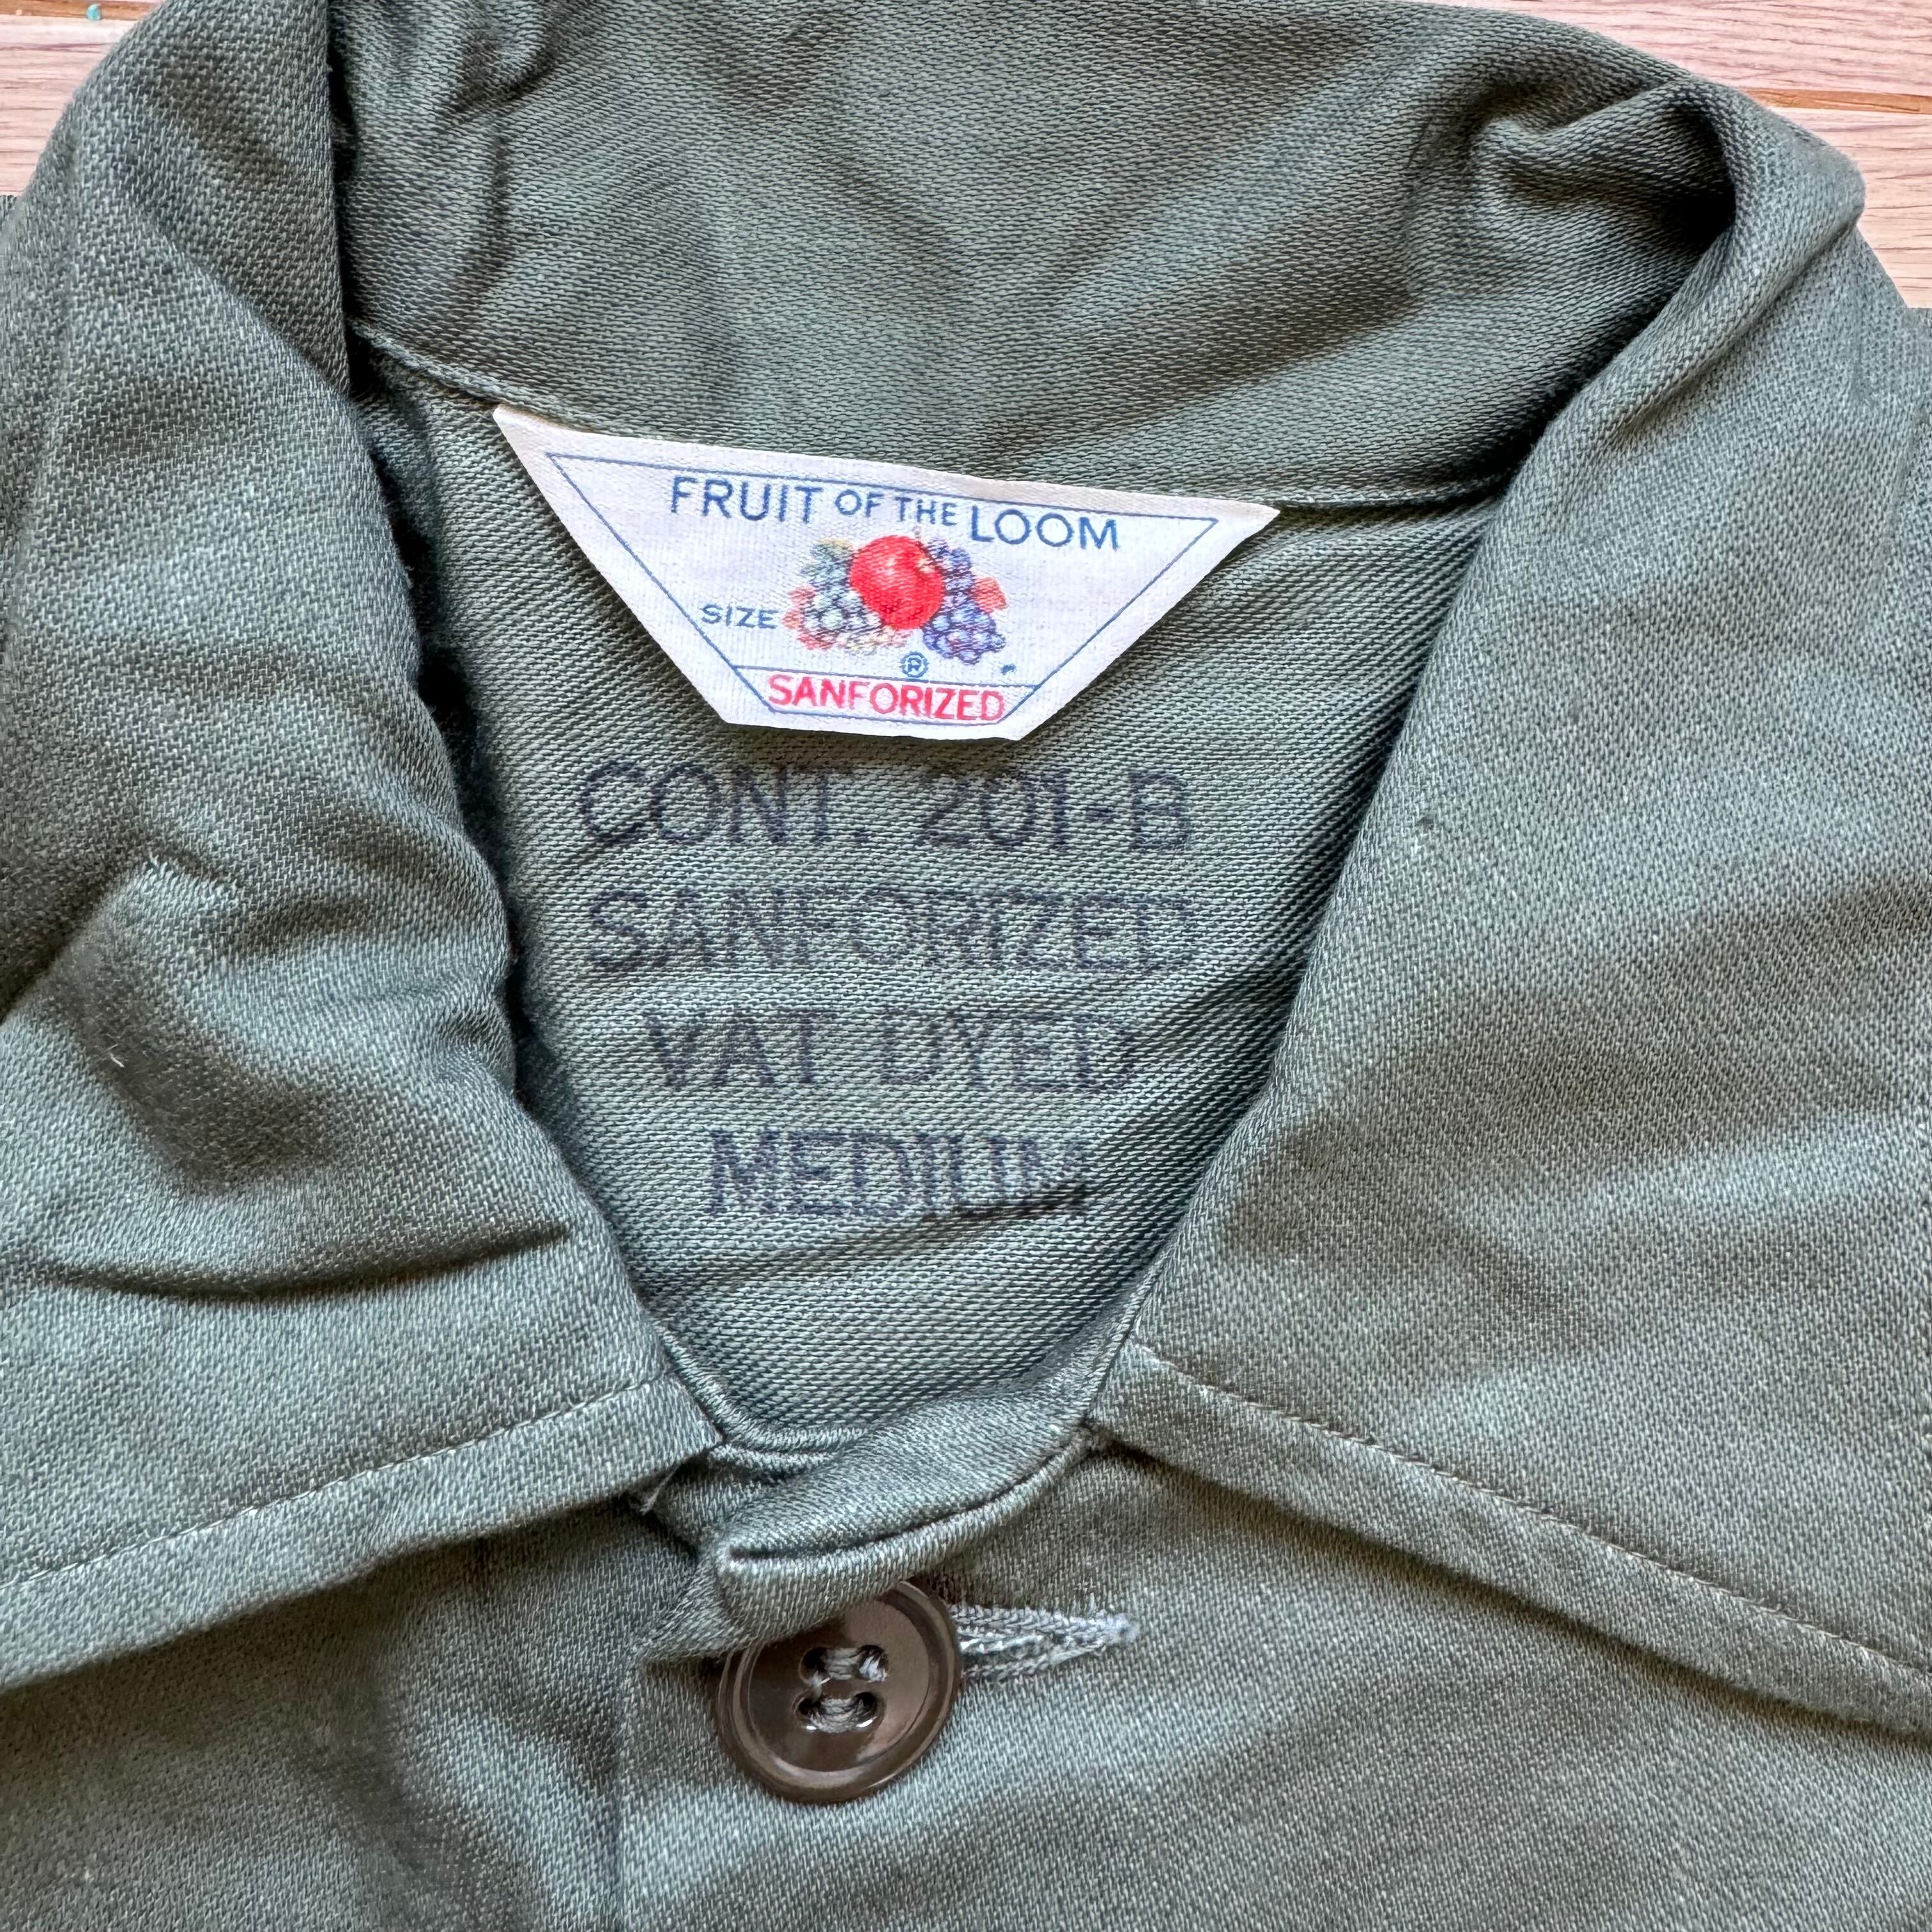 FRUIT OF THE LOOM
SIZE
®
SANFORIZED
CONT. 201-B
SANFORIZED
VAT DYED
MEDIUM